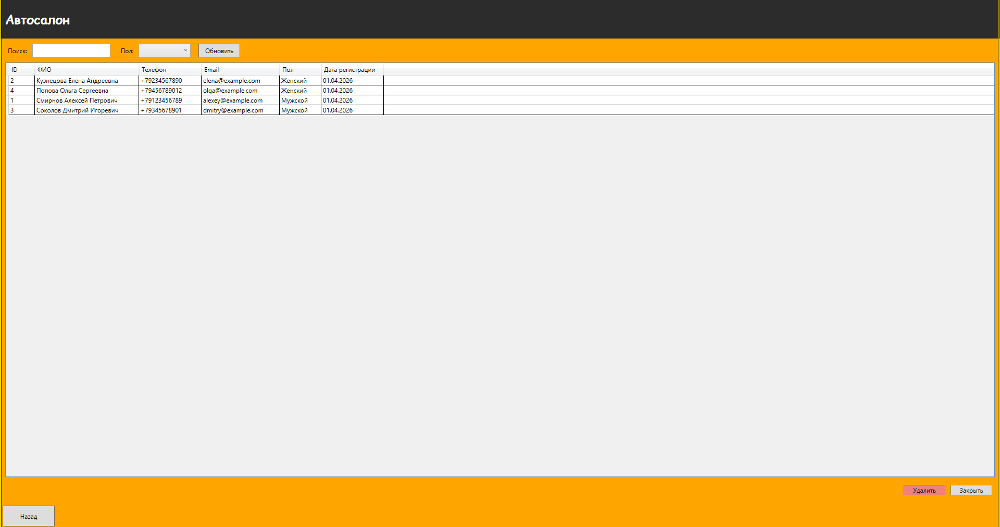 Автосалон
Поиск: Пол: Обновить
ID ФИО Телефон Email Пол Дата регистрации
2 Кузнецова Елена Андреевна +79234567890 elena@example.com Женский 01.04.2026
4 Попова Ольга Сергеевна +79456789012 olga@example.com Женский 01.04.2026
1 Смирнов Алексей Петрович +79123456789 alexey@example.com Мужской 01.04.2026
3 Соколов Дмитрий Игоревич +79345678901 dmitry@example.com Мужской 01.04.2026
Удалить Закрыть
Назад